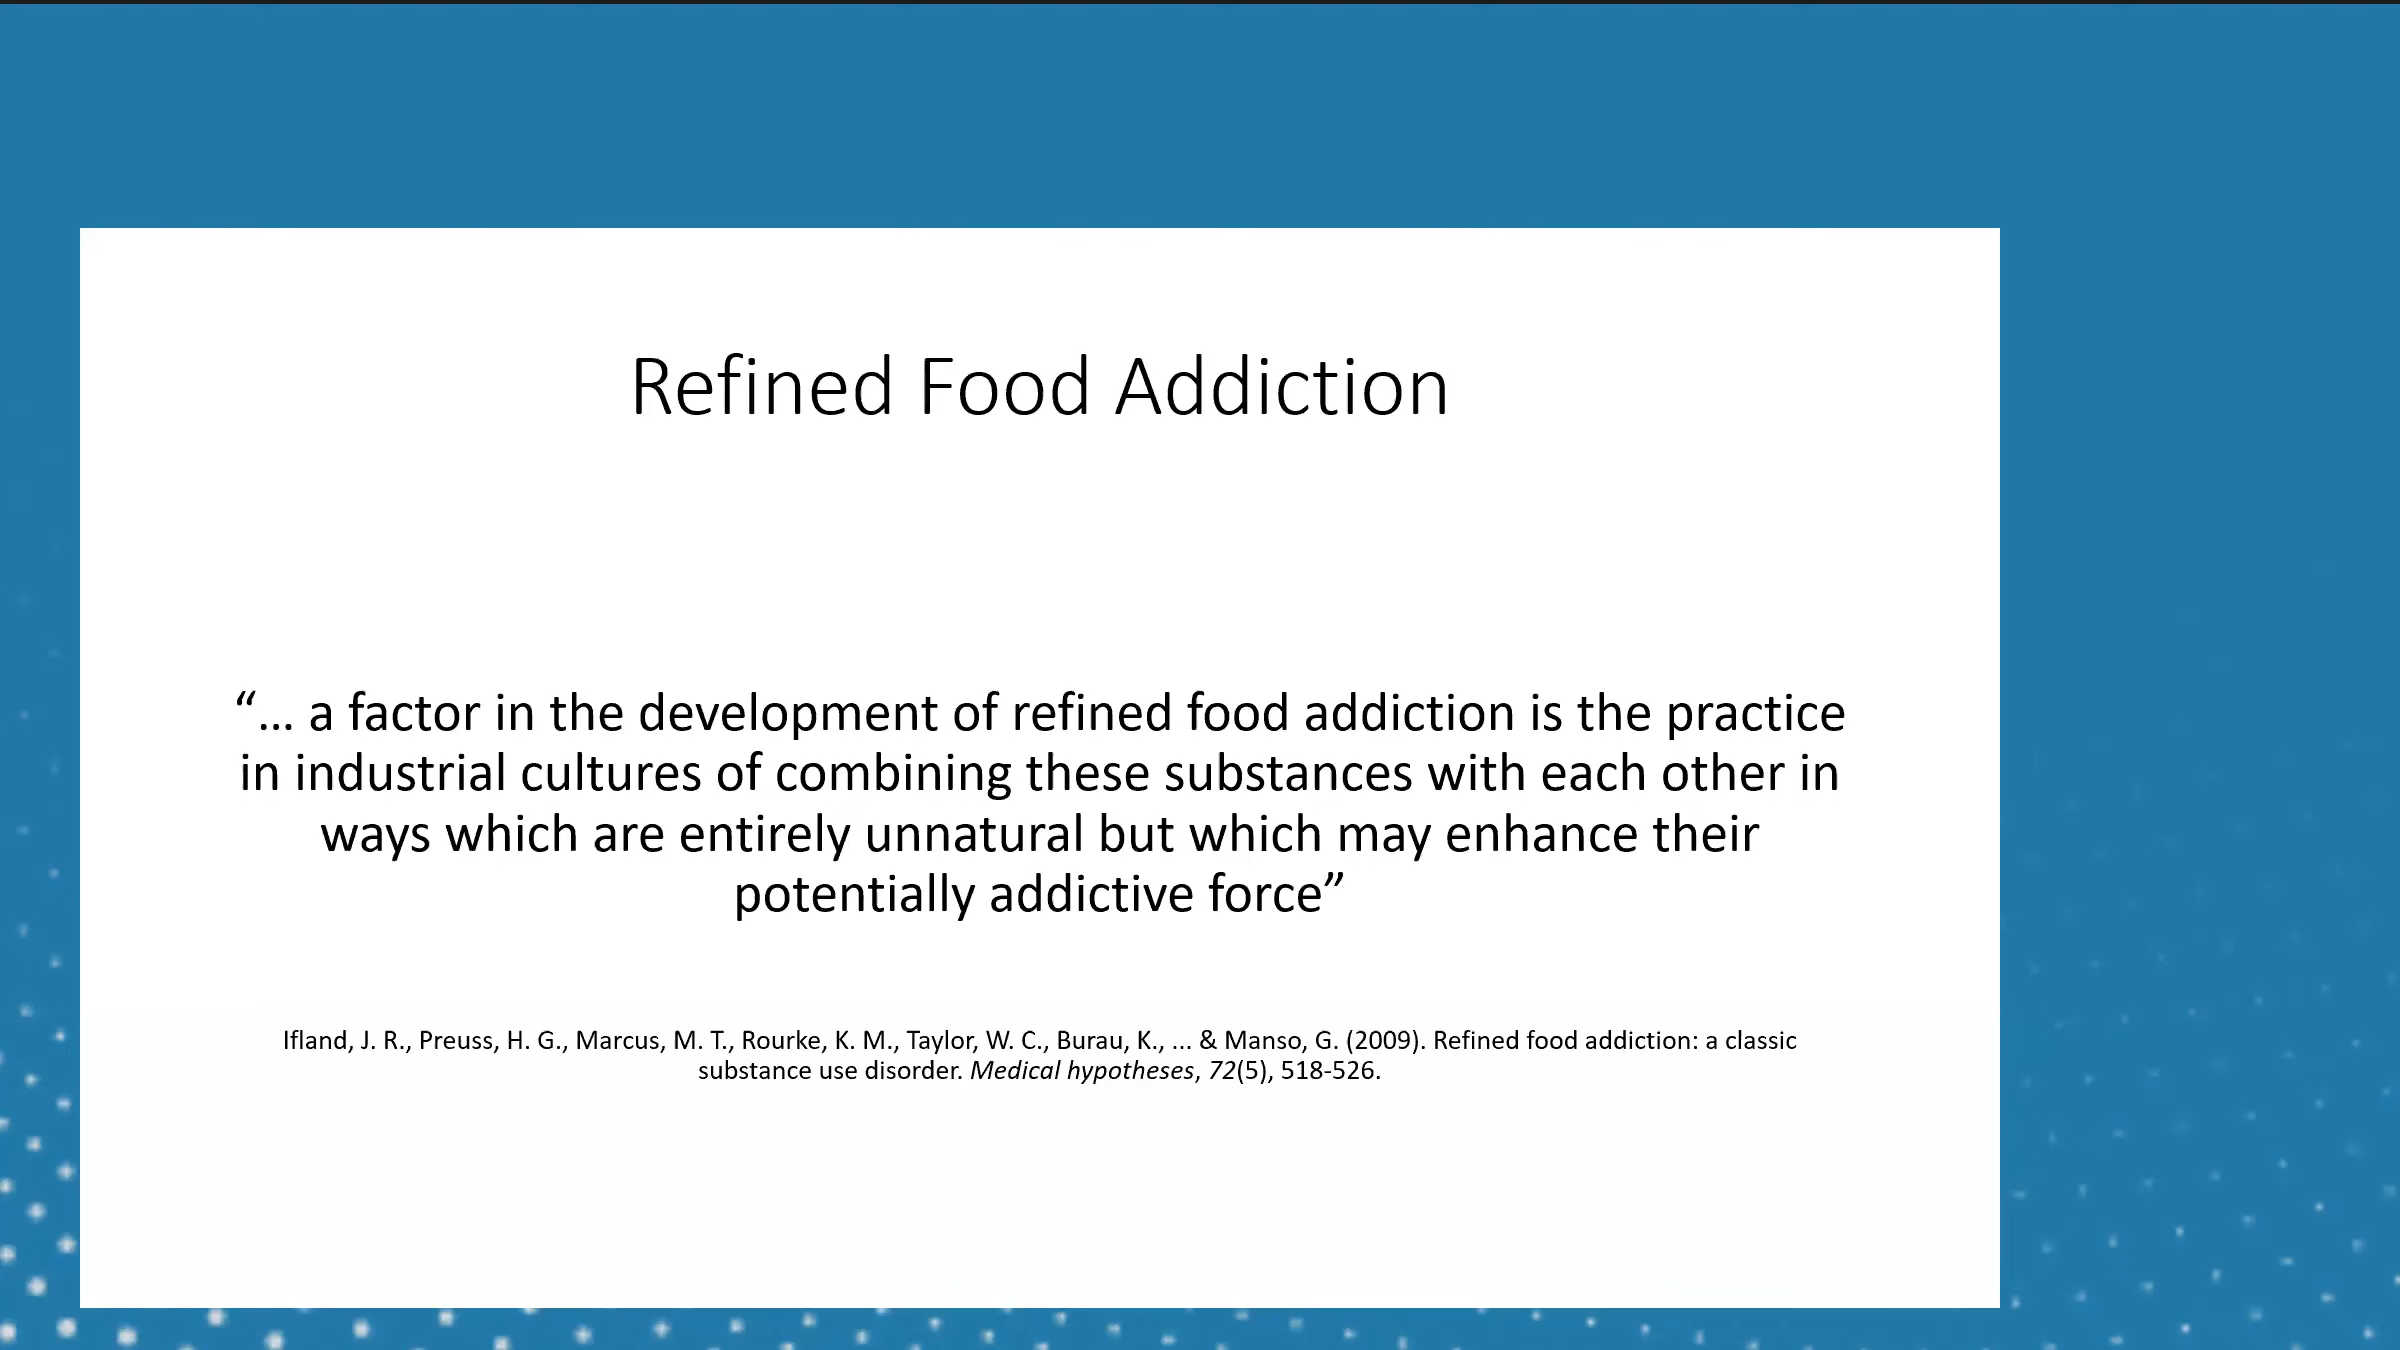 Refined Food Addiction
“... a factor in the development of refined food addiction is the practice
in industrial cultures of combining these substances with each other in
ways which are entirely unnatural but which may enhance their
potentially addictive force”
Ifland, J. R., Preuss, H. G., Marcus, M. T., Rourke, K. M., Taylor, W. C., Burau, K., ... & Manso, G. (2009). Refined food addiction: a classic
substance use disorder. Medical hypotheses, 72(5), 518-526.